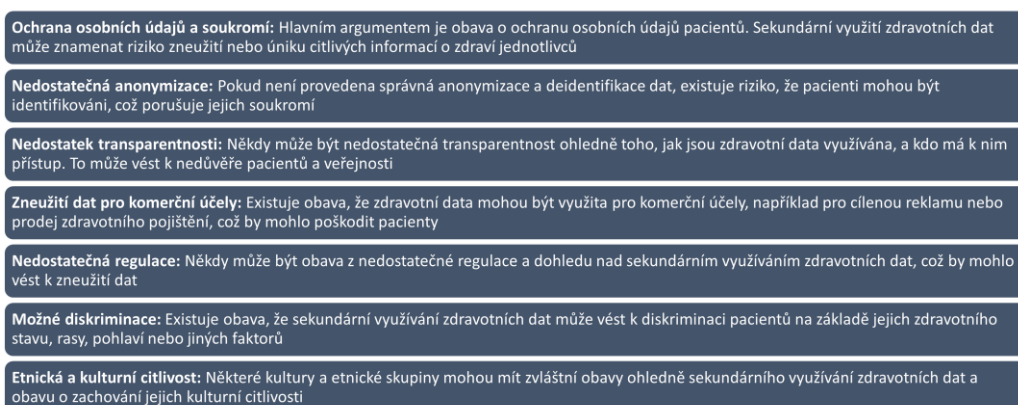 Ochrana osobních údajů a soukromí: Hlavním argumentem je obava o ochranu osobních údajů pacientů. Sekundární využití zdravotních dat
může znamenat riziko zneužití nebo úniku citlivých informací o zdraví jednotlivců
Nedostatečná anonymizace: Pokud není provedena správná anonymizace a deidentifikace dat, existuje riziko, že pacienti mohou být
identifikováni, což porušuje jejich soukromí
Nedostatek transparentnosti: Někdy může být nedostatečná transparentnost ohledně toho, jak jsou zdravotní data využívána, a kdo má k nim
přístup. To může vést k nedůvěře pacientů a veřejnosti
Zneužití dat pro komerční účely: Existuje obava, že zdravotní data mohou být využita pro komerční účely, například pro cílenou reklamu nebo
prodej zdravotního pojištění, což by mohlo poškodit pacienty
Nedostatečná regulace: Někdy může být obava z nedostatečné regulace a dohledu nad sekundárním využíváním zdravotních dat, což by mohlo
vést k zneužití dat
Možné diskriminace: Existuje obava, že sekundární využívání zdravotních dat může vést k diskriminaci pacientů na základě jejich zdravotního
stavu, rasy, pohlaví nebo jiných faktorů
Etnická a kulturní citlivost: Některé kultury a etnické skupiny mohou mít zvláštní obavy ohledně sekundárního využívání zdravotních dat a
obavu o zachování jejich kulturní citlivosti